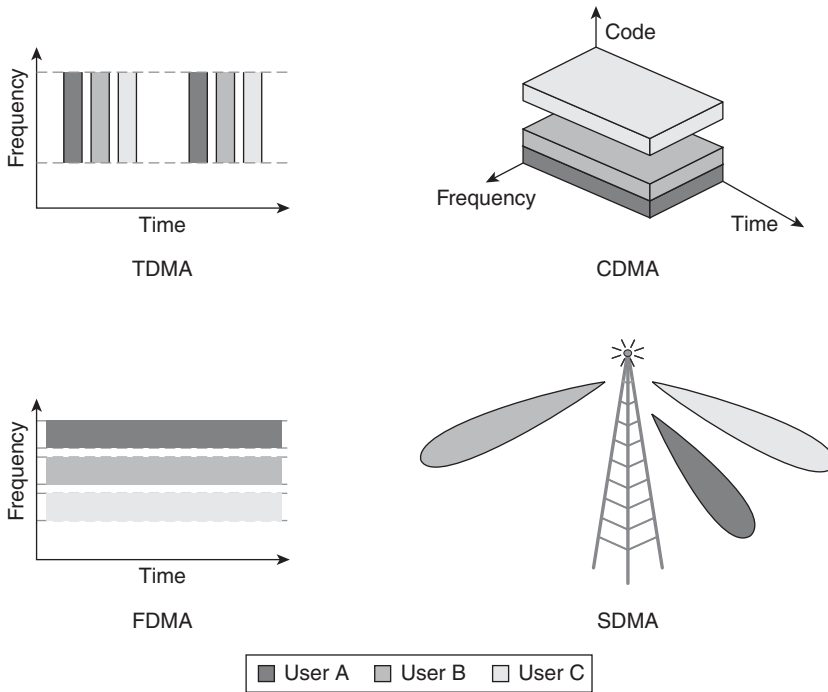 Frequency
Time
TDMA
Code
Frequency
Time
CDMA
Frequency
Time
FDMA
SDMA
User A User B User C